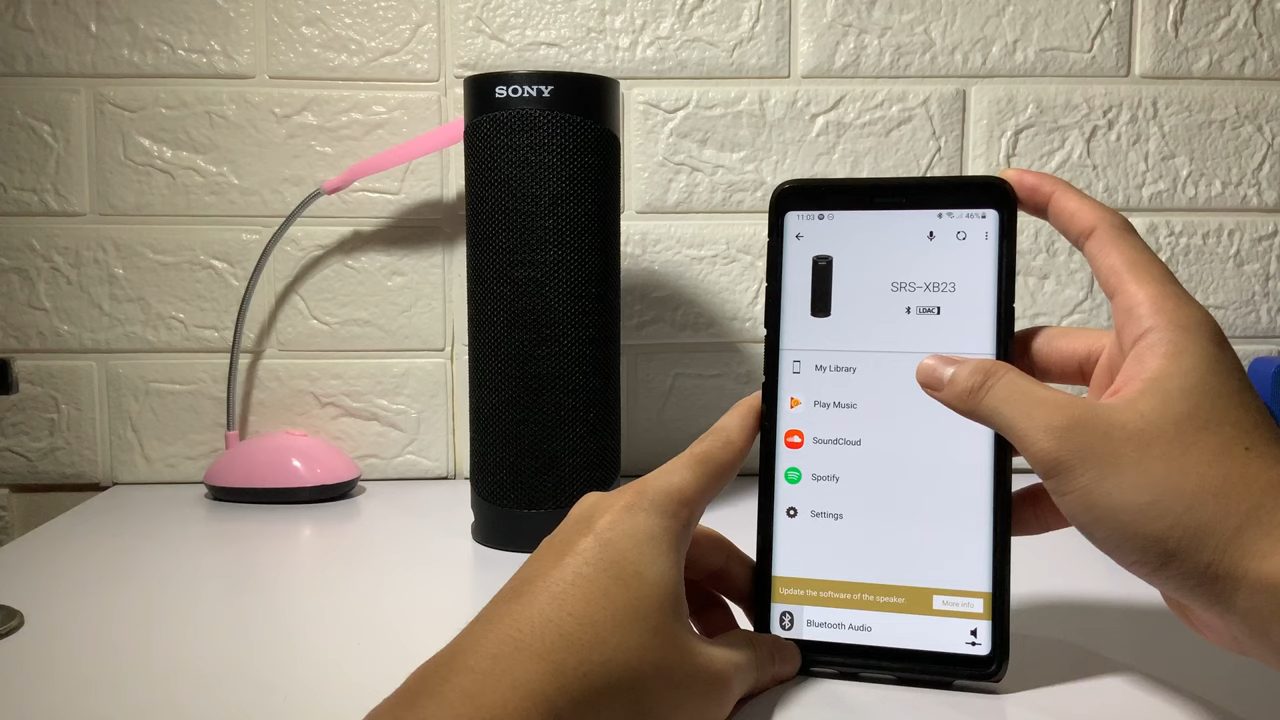 SONY
11:03
46%
SRS-XB23
LDAC
My Library
Play Music
SoundCloud
Spotify
Settings
Update the software of the speaker.
More info
Bluetooth Audio